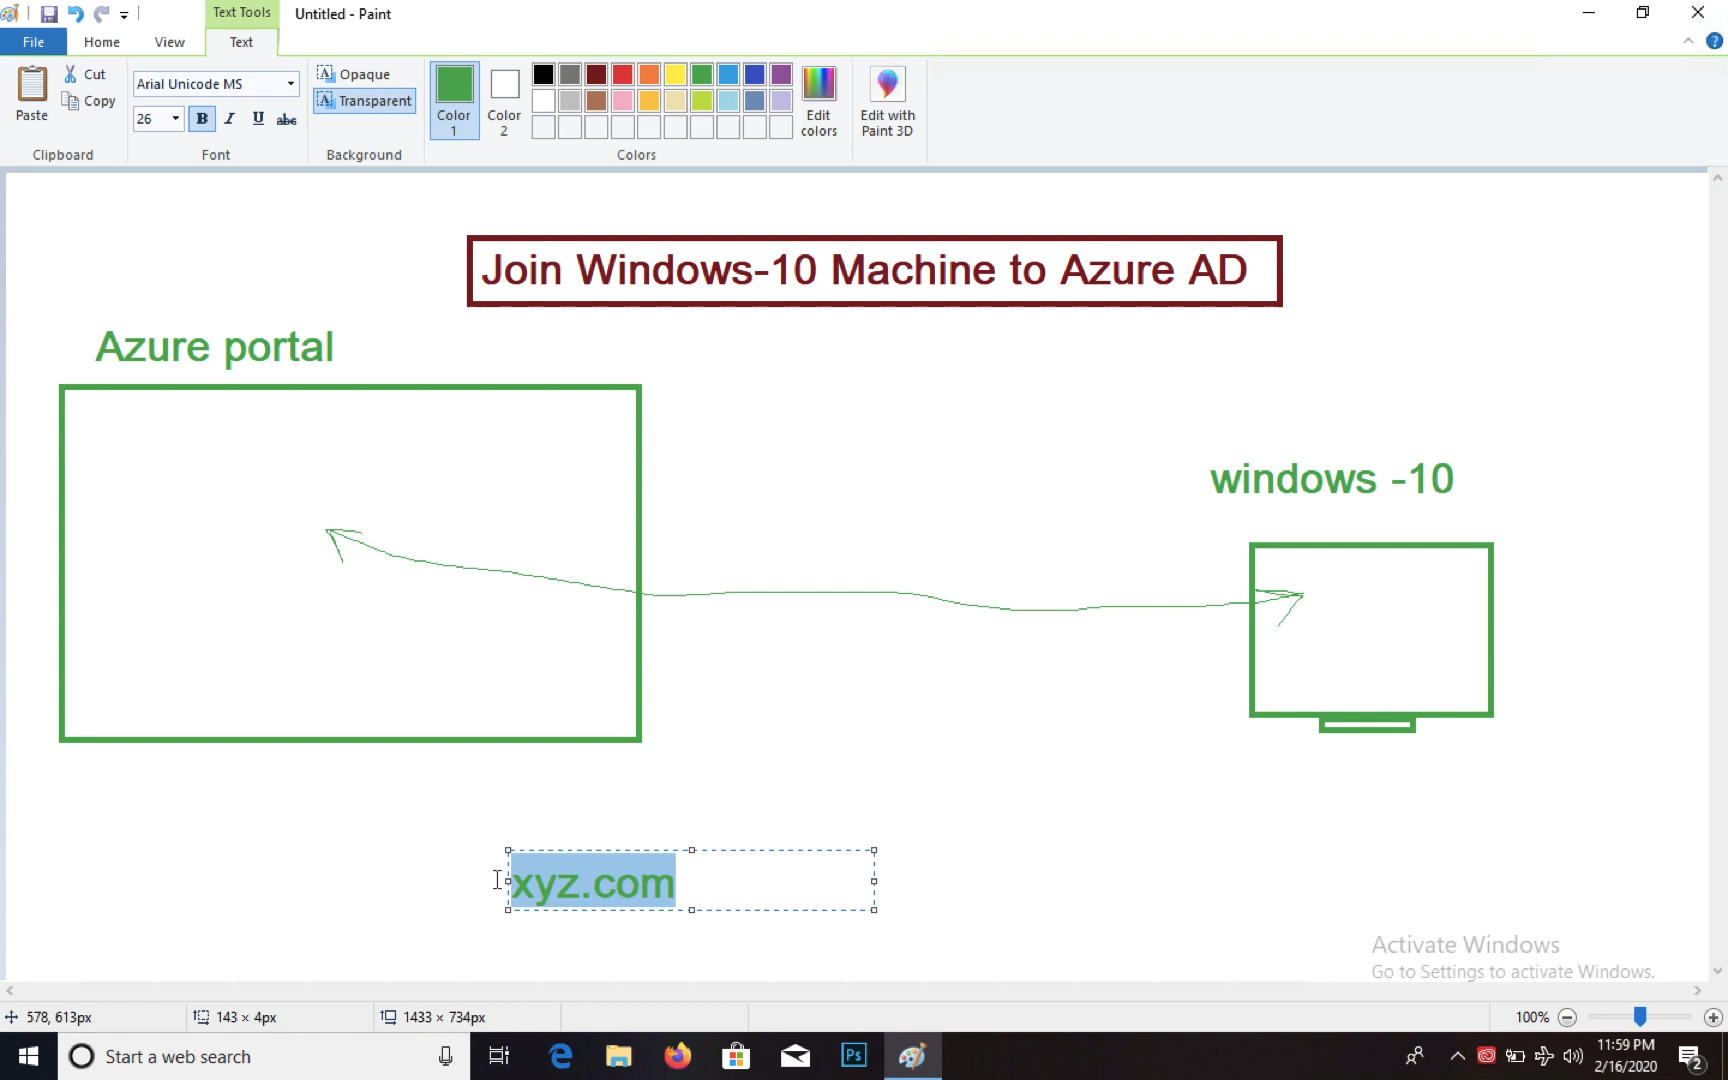 Text Tools
Untitled - Paint
File
Home
View
Text
Paste
Cut
Copy
Clipboard
Arial Unicode MS
26
B
I
U
abc
Font
Opaque
Transparent
Background
Color 1
Color 2
Edit colors
Colors
Edit with Paint 3D
Join Windows-10 Machine to Azure AD
Azure portal
windows -10
xyz.com
Activate Windows
Go to Settings to activate Windows.
578, 613px
143 × 4px
1433 × 734px
100%
Start a web search
Ps
11:59 PM
2/16/2020
2